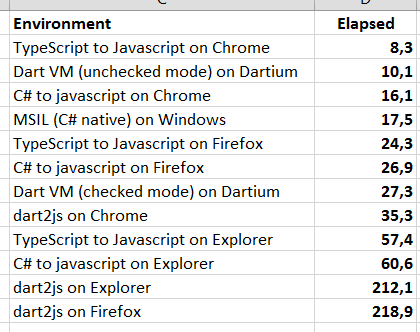 Environment Elapsed
TypeScript to Javascript on Chrome 8,3
Dart VM (unchecked mode) on Dartium 10,1
C# to javascript on Chrome 16,1
MSIL (C# native) on Windows 17,5
TypeScript to Javascript on Firefox 24,3
C# to javascript on Firefox 26,9
Dart VM (checked mode) on Dartium 27,3
dart2js on Chrome 35,3
TypeScript to Javascript on Explorer 57,4
C# to javascript on Explorer 60,6
dart2js on Explorer 212,1
dart2js on Firefox 218,9